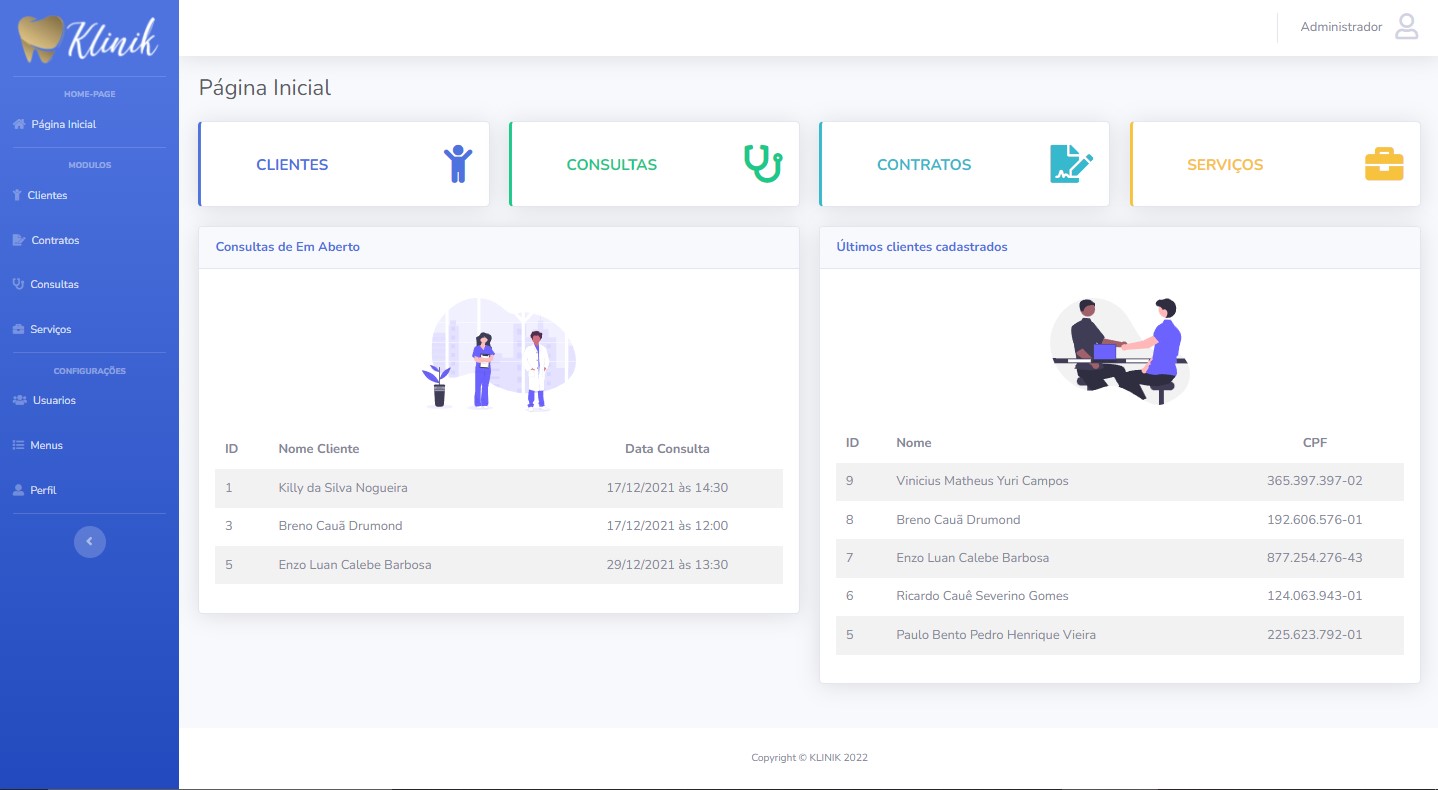 Klinik
HOME-PAGE
Página Inicial
MODULOS
Clientes
Contratos
Consultas
Serviços
CONFIGURAÇÕES
Usuarios
Menus
Perfil
Administrador
Página Inicial
CLIENTES
CONSULTAS
CONTRATOS
SERVIÇOS
Consultas de Em Aberto
ID Nome Cliente Data Consulta
1 Killy da Silva Nogueira 17/12/2021 às 14:30
3 Breno Cauã Drumond 17/12/2021 às 12:00
5 Enzo Luan Calebe Barbosa 29/12/2021 às 13:30
Últimos clientes cadastrados
ID Nome CPF
9 Vinicius Matheus Yuri Campos 365.397.397-02
8 Breno Cauã Drumond 192.606.576-01
7 Enzo Luan Calebe Barbosa 877.254.276-43
6 Ricardo Cauê Severino Gomes 124.063.943-01
5 Paulo Bento Pedro Henrique Vieira 225.623.792-01
Copyright © KLINIK 2022